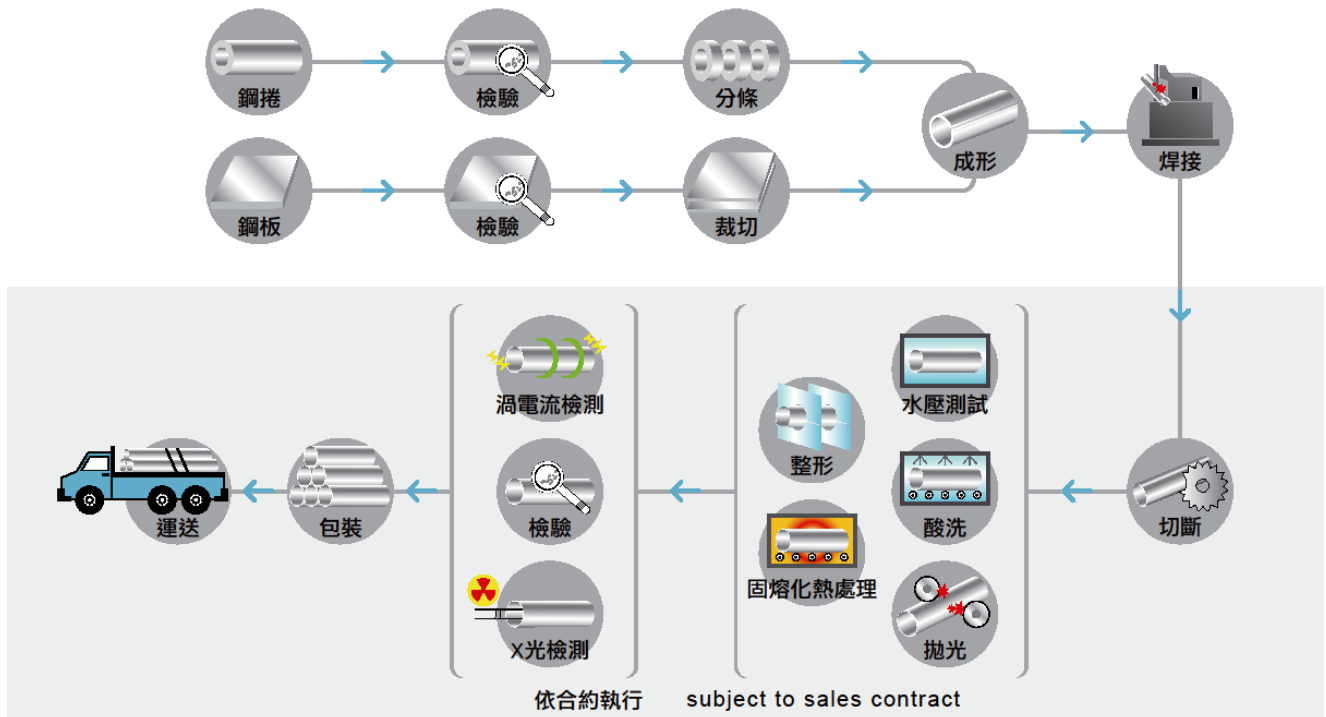 鋼捲
檢驗
分條
成形
焊接
鋼板
檢驗
裁切
切斷
水壓測試
整形
酸洗
固熔化熱處理
拋光
渦電流檢測
檢驗
X光檢測
包裝
運送
依合約執行 subject to sales contract